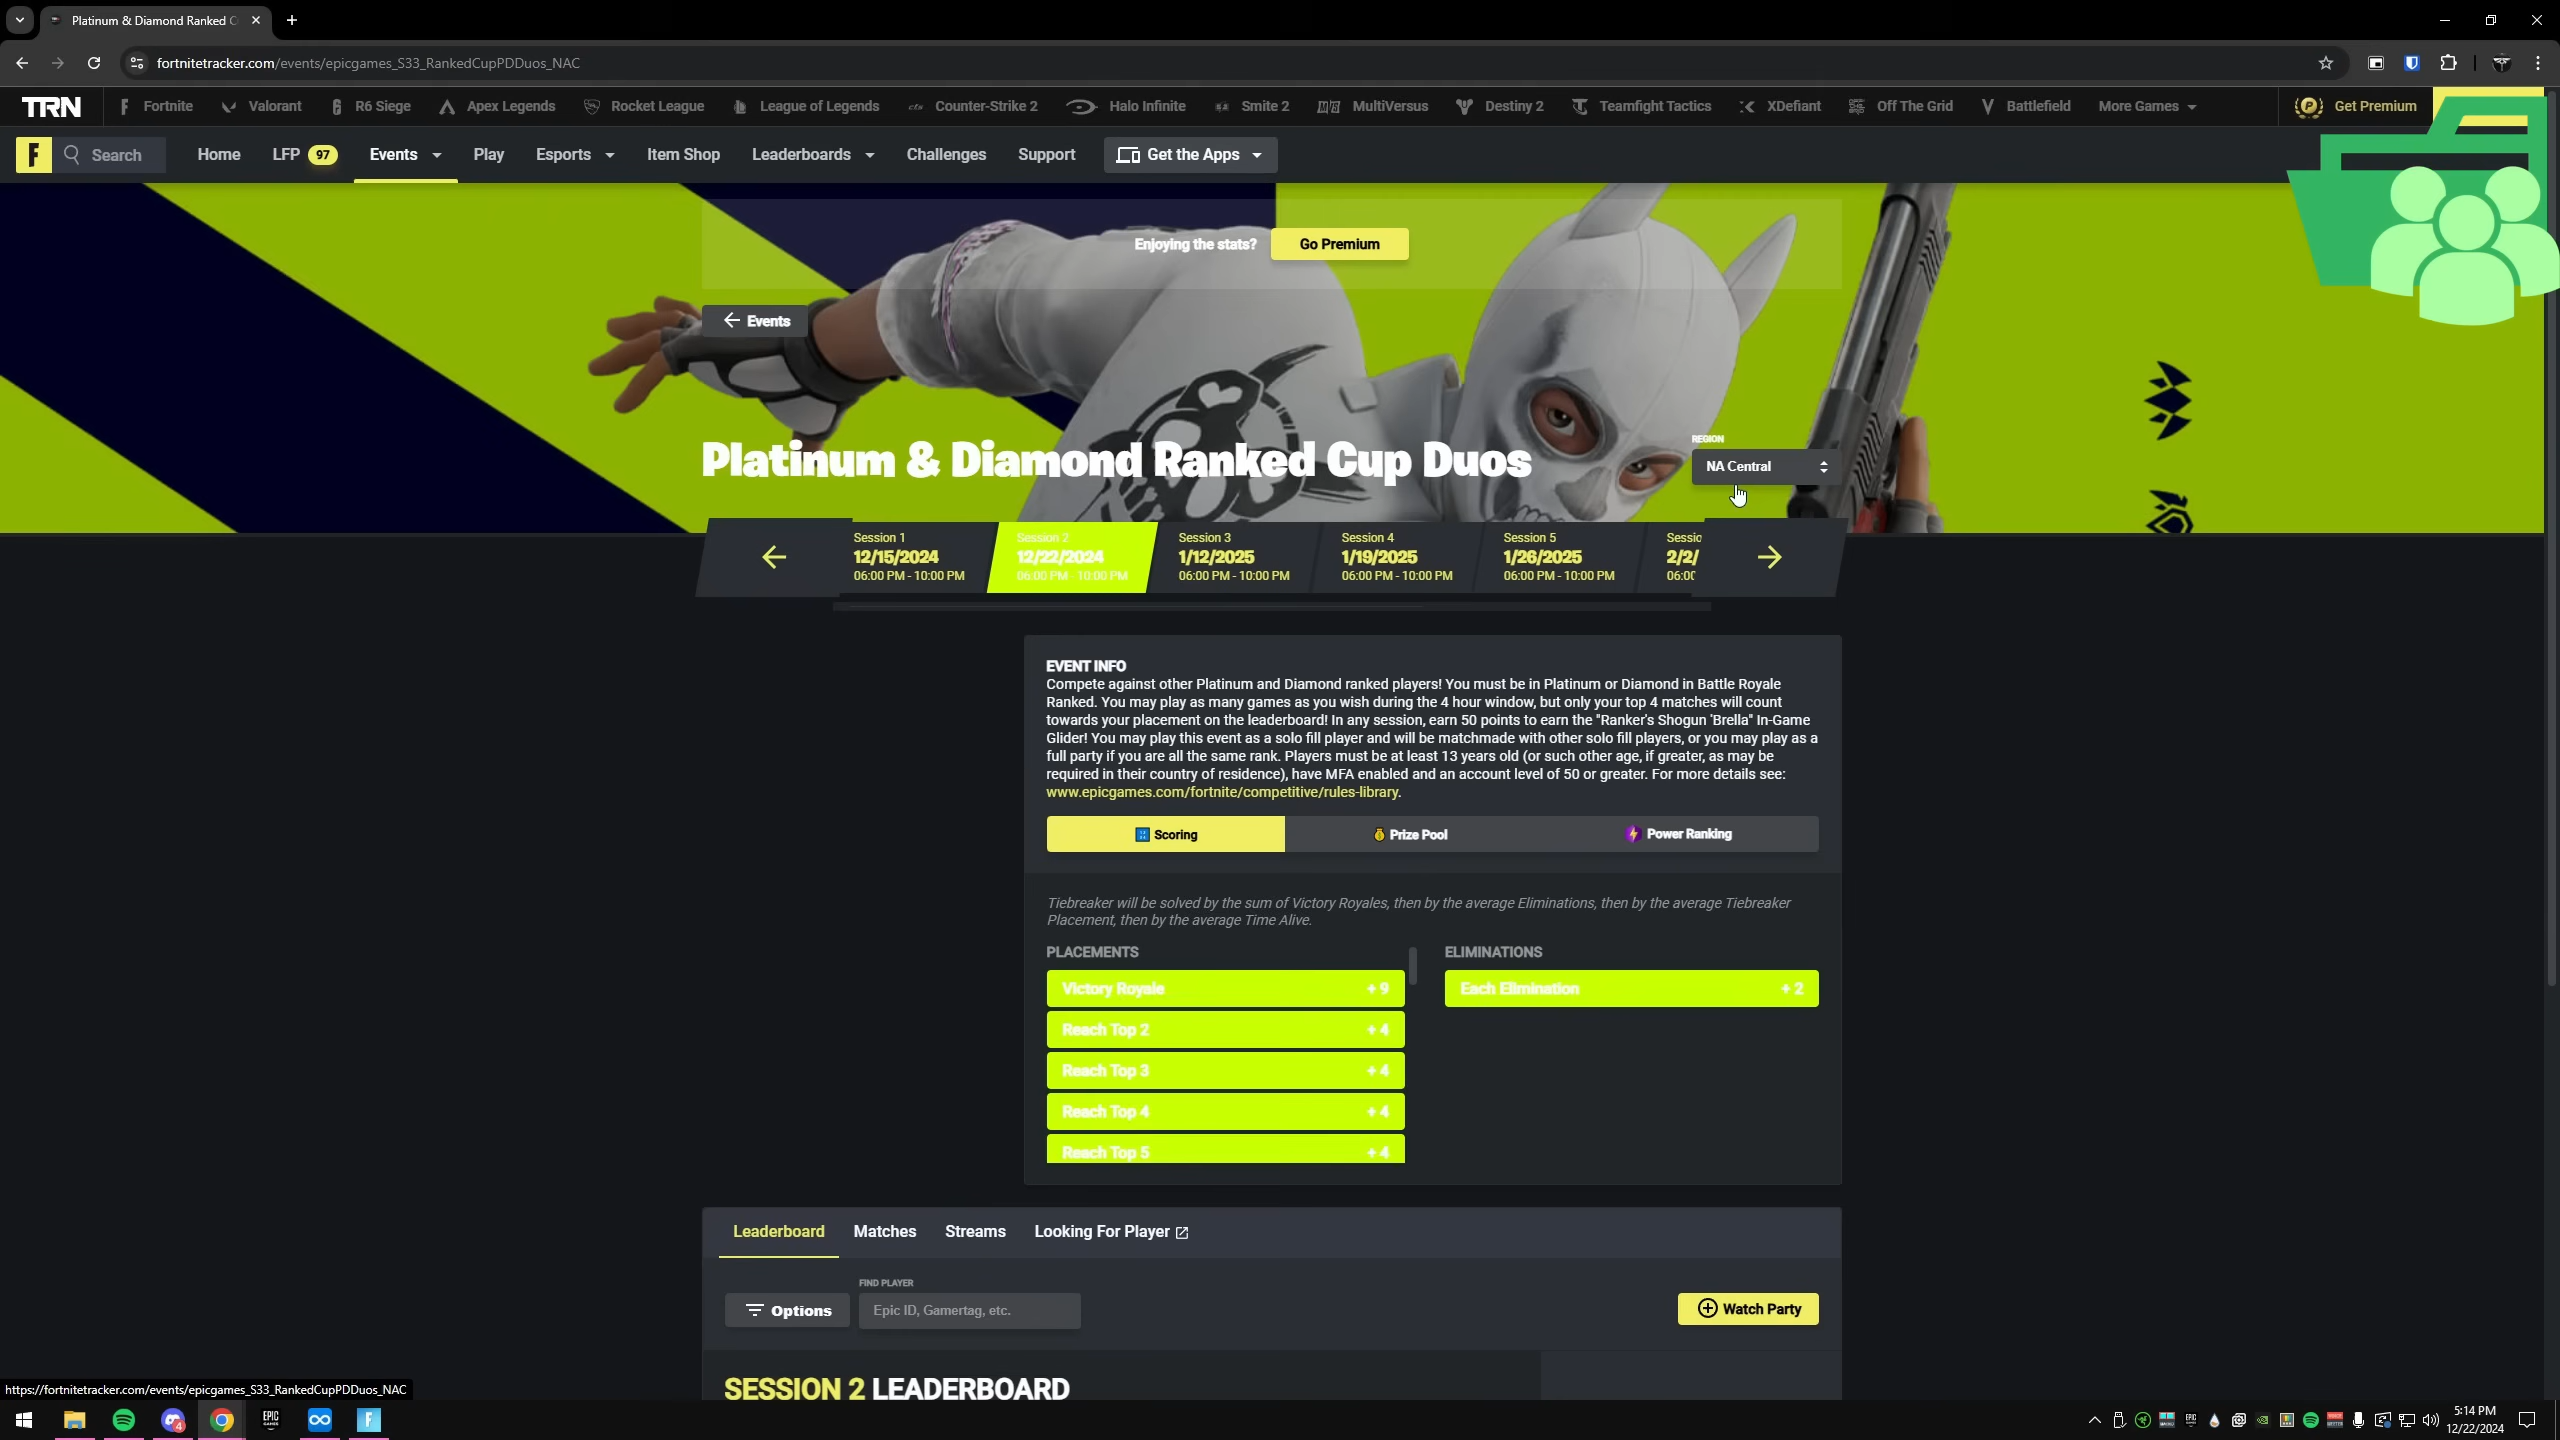 Platinum & Diamond Ranked C
fortnitetracker.com/events/epicgames_S33_RankedCupPDDuos_NAC
TRN Fortnite Valorant R6 Siege Apex Legends Rocket League League of Legends Counter-Strike 2 Halo Infinite Smite 2 MultiVersus Destiny 2 Teamfight Tactics XDefiant Off The Grid Battlefield More Games Get Premium
F Search Home LFP 97 Events Play Esports Item Shop Leaderboards Challenges Support Get the Apps
Enjoying the stats? Go Premium
Events
REGION
Platinum & Diamond Ranked Cup Duos NA Central
Session 1 Session 2 Session 3 Session 4 Session 5 Sessio
12/15/2024 12/22/2024 1/12/2025 1/19/2025 1/26/2025 2/2/
06:00 PM - 10:00 PM 06:00 PM - 10:00 PM 06:00 PM - 10:00 PM 06:00 PM - 10:00 PM 06:00 PM - 10:00 PM 06:00
EVENT INFO
Compete against other Platinum and Diamond ranked players! You must be in Platinum or Diamond in Battle Royale
Ranked. You may play as many games as you wish during the 4 hour window, but only your top 4 matches will count
towards your placement on the leaderboard! In any session, earn 50 points to earn the "Ranker's Shogun 'Brella" In-Game
Glider! You may play this event as a solo fill player and will be matchmade with other solo fill players, or you may play as a
full party if you are all the same rank. Players must be at least 13 years old (or such other age, if greater, as may be
required in their country of residence), have MFA enabled and an account level of 50 or greater. For more details see:
www.epicgames.com/fortnite/competitive/rules-library.
Scoring Prize Pool Power Ranking
Tiebreaker will be solved by the sum of Victory Royales, then by the average Eliminations, then by the average Tiebreaker
Placement, then by the average Time Alive.
PLACEMENTS ELIMINATIONS
Victory Royale + 9 Each Elimination + 2
Reach Top 2 + 4
Reach Top 3 + 4
Reach Top 4 + 4
Reach Top 5 + 4
Leaderboard Matches Streams Looking For Player
FIND PLAYER
Options Epic ID, Gamertag, etc. Watch Party
SESSION 2 LEADERBOARD
https://fortnitetracker.com/events/epicgames_S33_RankedCupPDDuos_NAC
EPIC GAMES
5:14 PM
12/22/2024